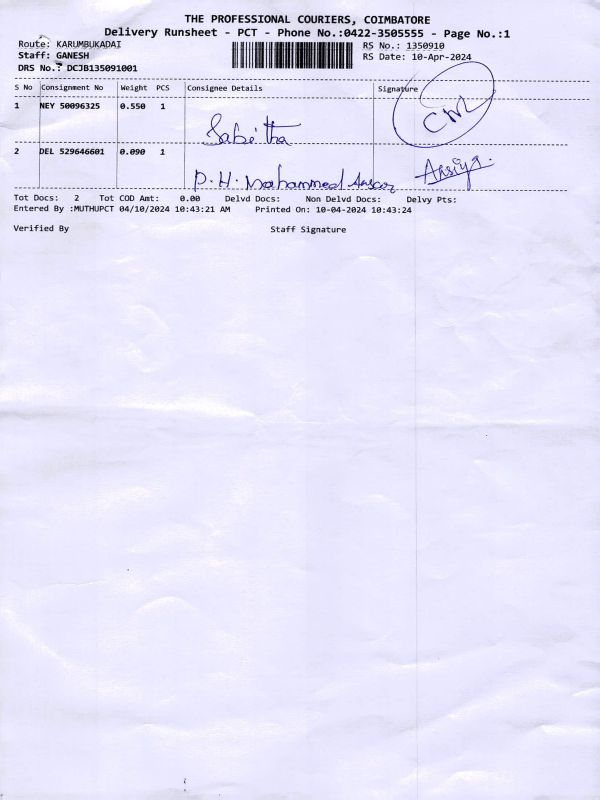 THE PROFESSIONAL COURIERS, COIMBATORE
Delivery Runsheet - PCT - Phone No.:0422-3505555 - Page No.:1
Route: KARUMBUKADAI RS No.: 1350910
Staff: GANESH RS Date: 10-Apr-2024
DRS No.: DCJB135091001
S No Consignment No Weight PCS Consignee Details Signature
1 NEY 50096325 0.550 1
Sabitha
2 DEL 529646601 0.090 1
P.H. Mohammed Ansar
Tot Docs: 2 Tot COD Amt: 0.00 Delvd Docs: Non Delvd Docs: Delvy Pts:
Entered By :MUTHUPCT 04/10/2024 10:43:21 AM Printed On: 10-04-2024 10:43:24
Verified By Staff Signature